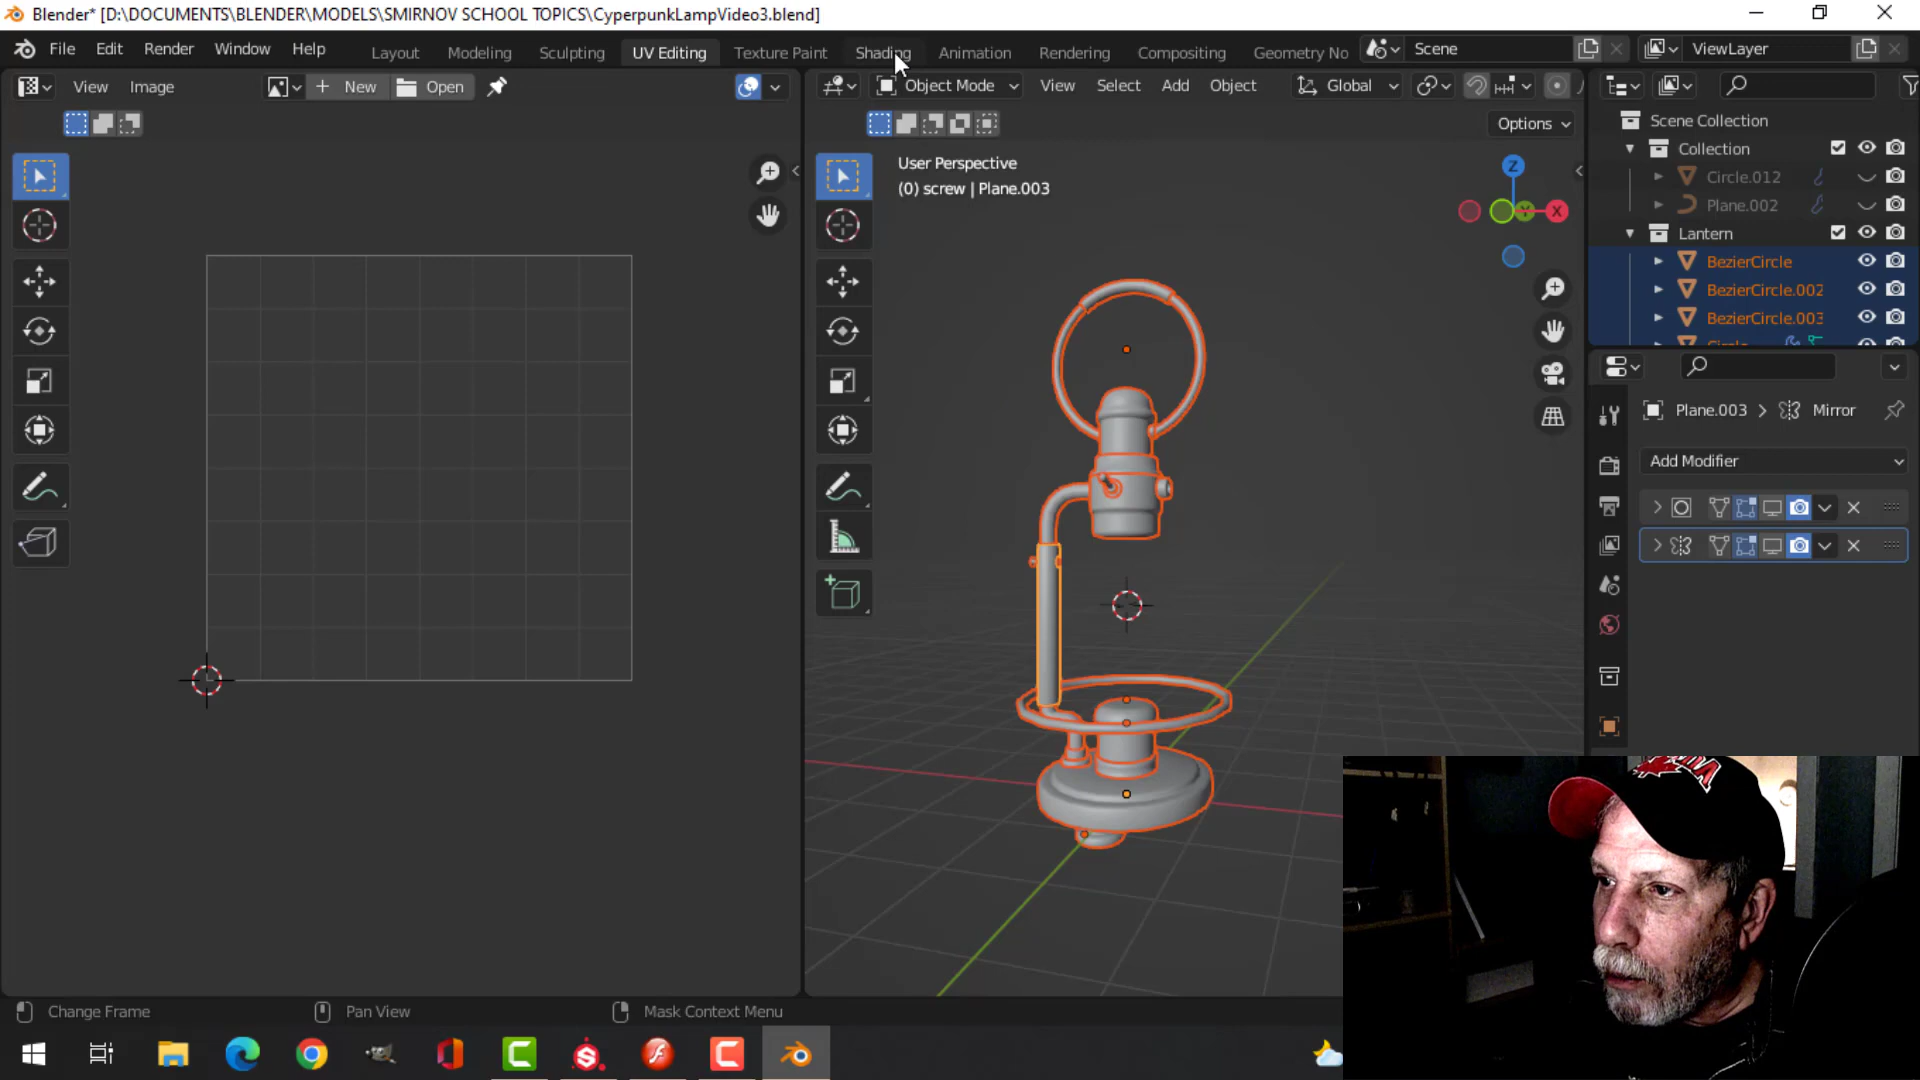 Blender* [D:\DOCUMENTS\BLENDER\MODELS\SMIRNOV SCHOOL TOPICS\CyperpunkLampVideo3.blend]
File Edit Render Window Help Layout Modeling Sculpting UV Editing Texture Paint Shading Animation Rendering Compositing Geometry No Scene ViewLayer
View Image New Open Object Mode View Select Add Object Global
Options
User Perspective
(0) screw | Plane.003
Z
Y
X
Scene Collection
Collection
Circle.012
Plane.002
Lantern
BezierCircle
BezierCircle.002
BezierCircle.003
Circle
Plane.003 > Mirror
Add Modifier
Change Frame Pan View Mask Context Menu